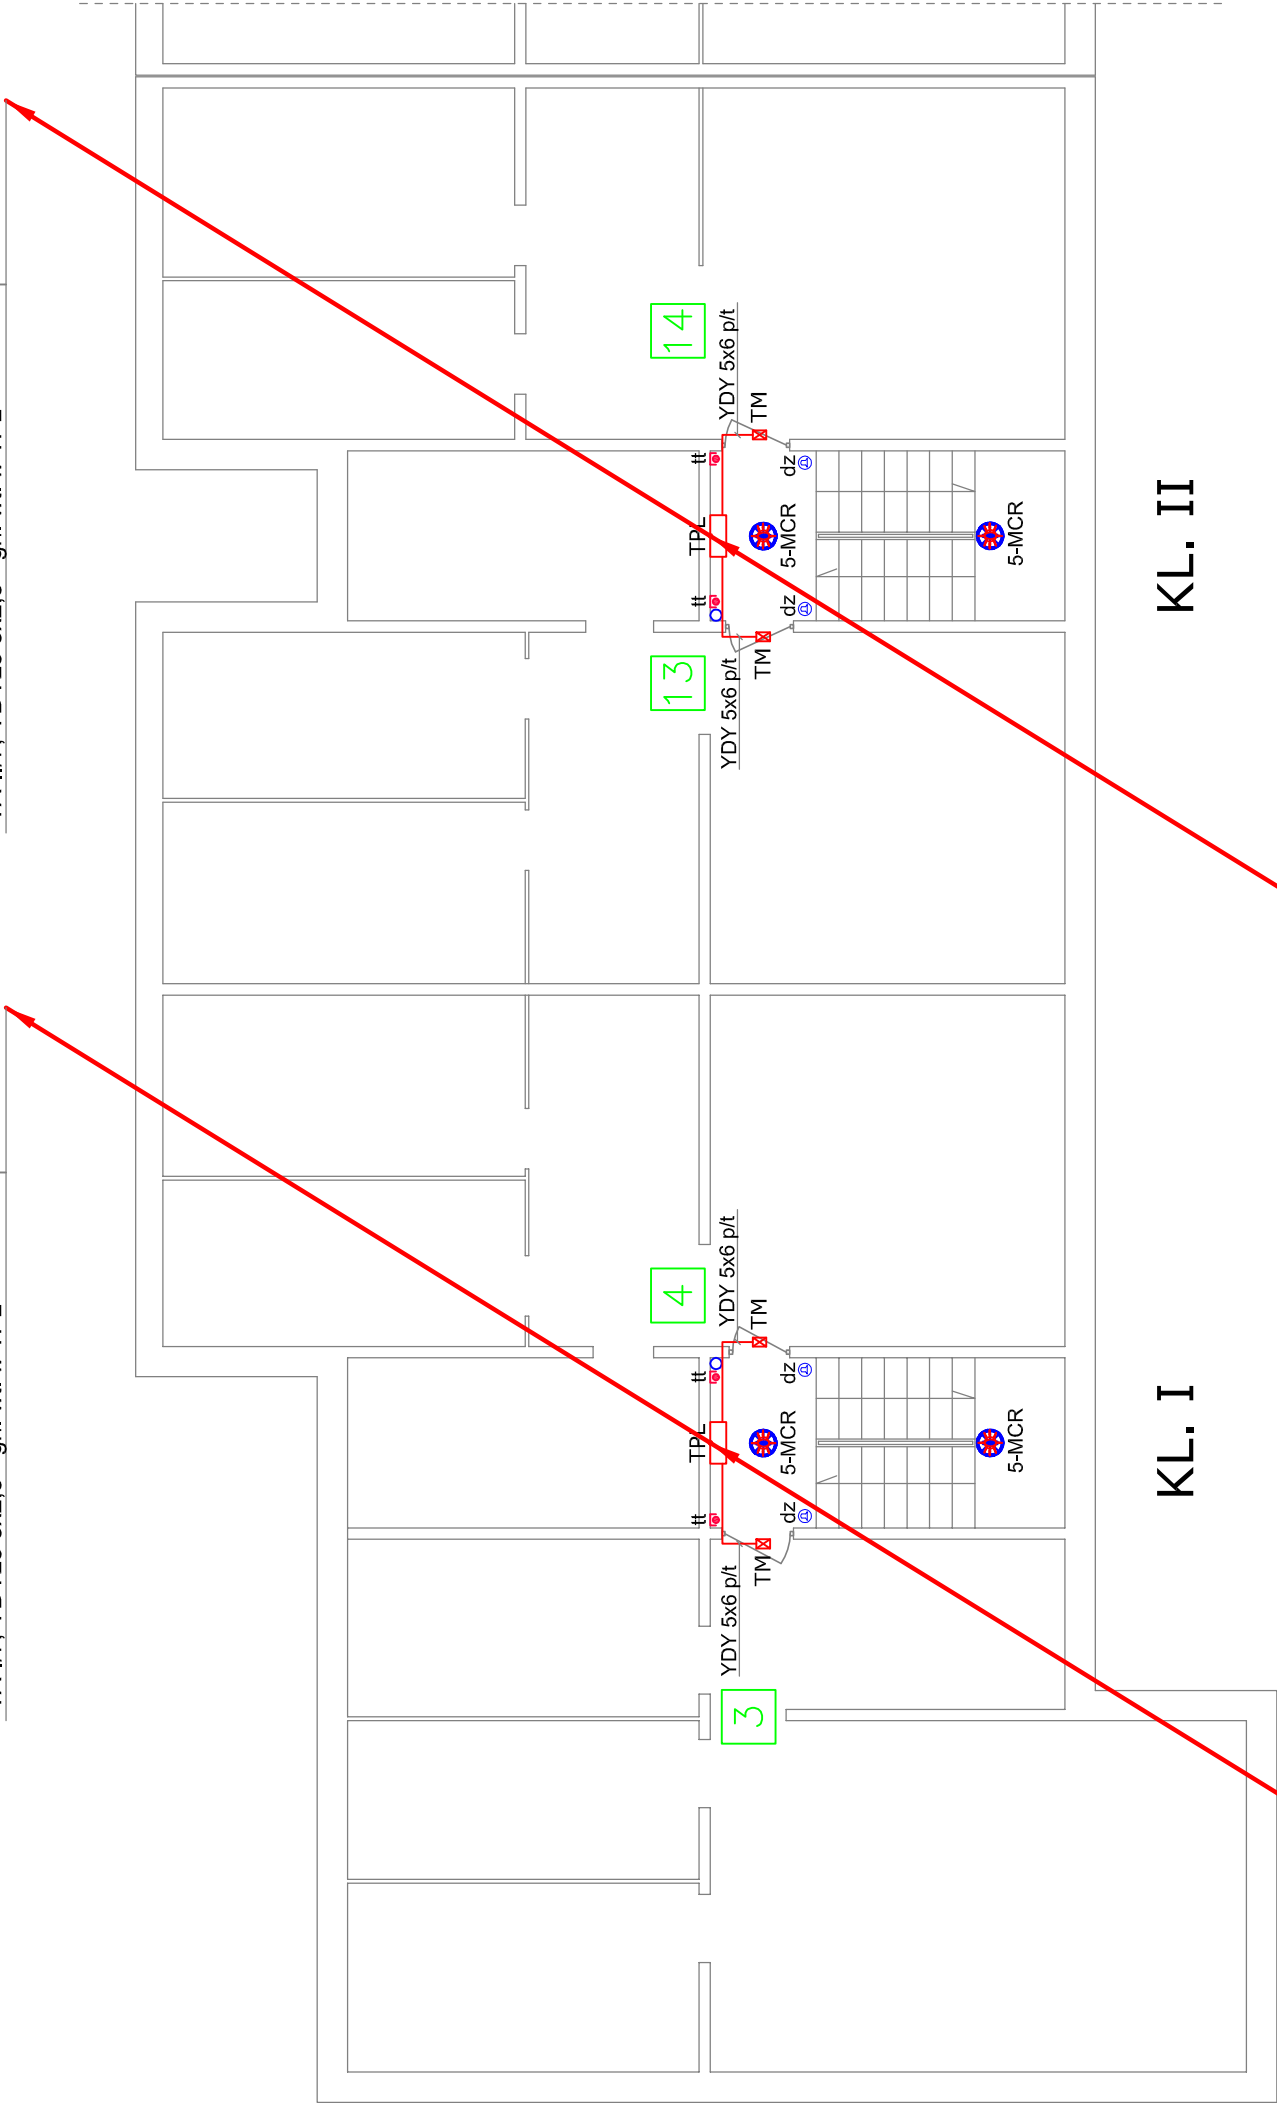 14
YDY 5x6 p/t
TM
tt
dz
TPL
5-MCR
5-MCR
tt
dz
TM
YDY 5x6 p/t
13
KL. II
4
YDY 5x6 p/t
TM
tt
dz
TPL
5-MCR
5-MCR
tt
dz
TM
YDY 5x6 p/t
3
KL. I